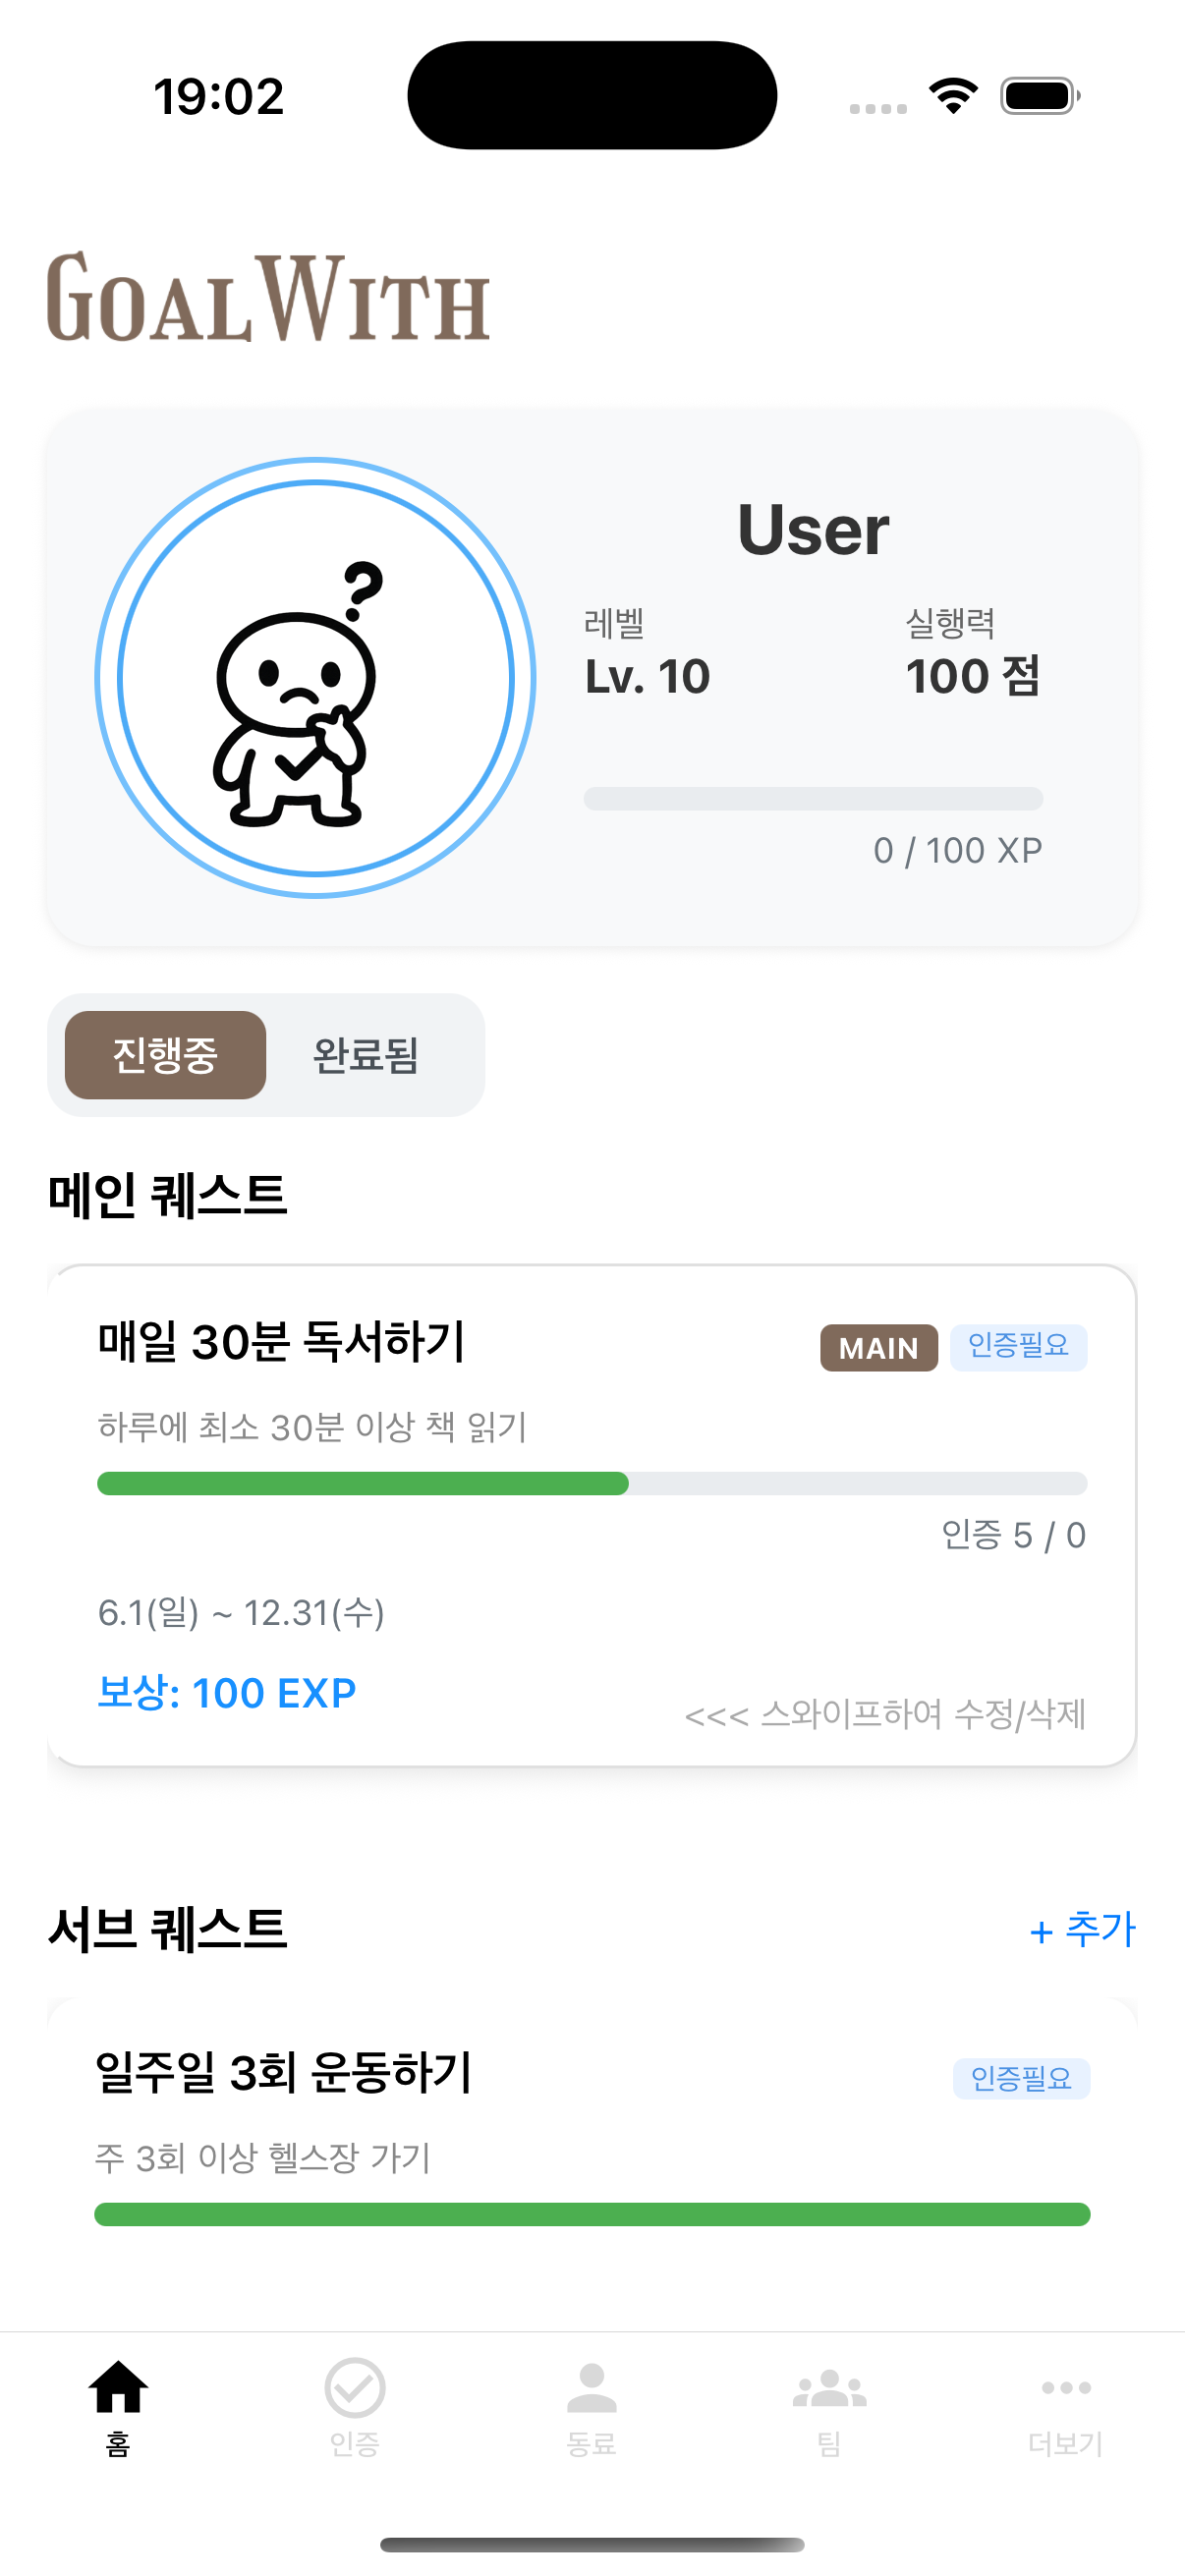 19:02
GOALWITH
User
레벨
실행력
Lv. 10
100 점
0 / 100 XP
진행중
완료됨
메인 퀘스트
매일 30분 독서하기
MAIN
인증필요
하루에 최소 30분 이상 책 읽기
인증 5 / 0
6.1(일) ~ 12.31(수)
보상: 100 EXP
<<< 스와이프하여 수정/삭제
서브 퀘스트
+ 추가
일주일 3회 운동하기
인증필요
주 3회 이상 헬스장 가기
홈
인증
동료
팀
더보기